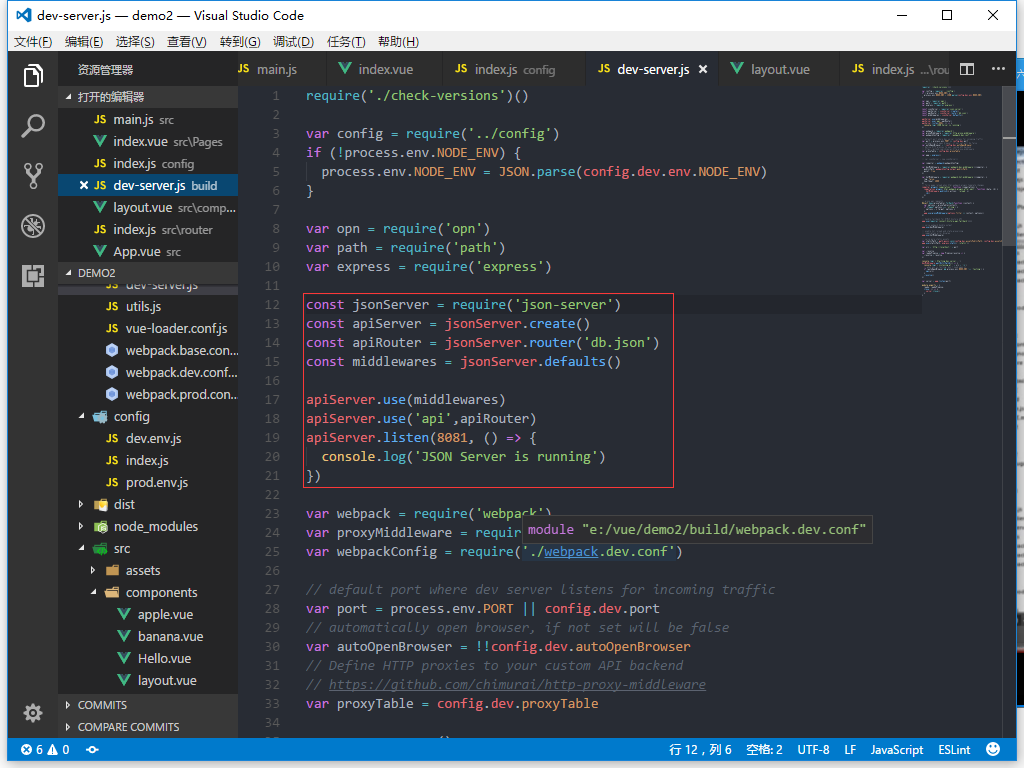 dev-server.js — demo2 — Visual Studio Code
文件(F) 编辑(E) 选择(S) 查看(V) 转到(G) 调试(D) 任务(T) 帮助(H)
资源管理器
JS main.js
index.vue
JS index.js config
JS dev-server.js
layout.vue
JS index.js ...\rou
打开的编辑器
JS main.js src
index.vue src\Pages
JS index.js config
JS dev-server.js build
layout.vue src\comp...
JS index.js src\router
App.vue src
DEMO2
JS dev-server.js
JS utils.js
JS vue-loader.conf.js
webpack.base.con...
webpack.dev.conf...
webpack.prod.con...
config
JS dev.env.js
JS index.js
JS prod.env.js
dist
node_modules
src
assets
components
apple.vue
banana.vue
Hello.vue
layout.vue
COMMITS
COMPARE COMMITS
1 require('./check-versions')()
2
3 var config = require('../config')
4 if (!process.env.NODE_ENV) {
5 process.env.NODE_ENV = JSON.parse(config.dev.env.NODE_ENV)
6 }
7
8 var opn = require('opn')
9 var path = require('path')
10 var express = require('express')
11
12 const jsonServer = require('json-server')
13 const apiServer = jsonServer.create()
14 const apiRouter = jsonServer.router('db.json')
15 const middlewares = jsonServer.defaults()
16
17 apiServer.use(middlewares)
18 apiServer.use('api',apiRouter)
19 apiServer.listen(8081, () => {
20 console.log('JSON Server is running')
21 })
22
23 var webpack = require('webpack')
24 var proxyMiddleware = requir
module "e:/vue/demo2/build/webpack.dev.conf"
25 var webpackConfig = require('./webpack.dev.conf')
26
27 // default port where dev server listens for incoming traffic
28 var port = process.env.PORT || config.dev.port
29 // automatically open browser, if not set will be false
30 var autoOpenBrowser = !!config.dev.autoOpenBrowser
31 // Define HTTP proxies to your custom API backend
32 // https://github.com/chimurai/http-proxy-middleware
33 var proxyTable = config.dev.proxyTable
34
6 0
行 12，列 6 空格: 2 UTF-8 LF JavaScript ESLint